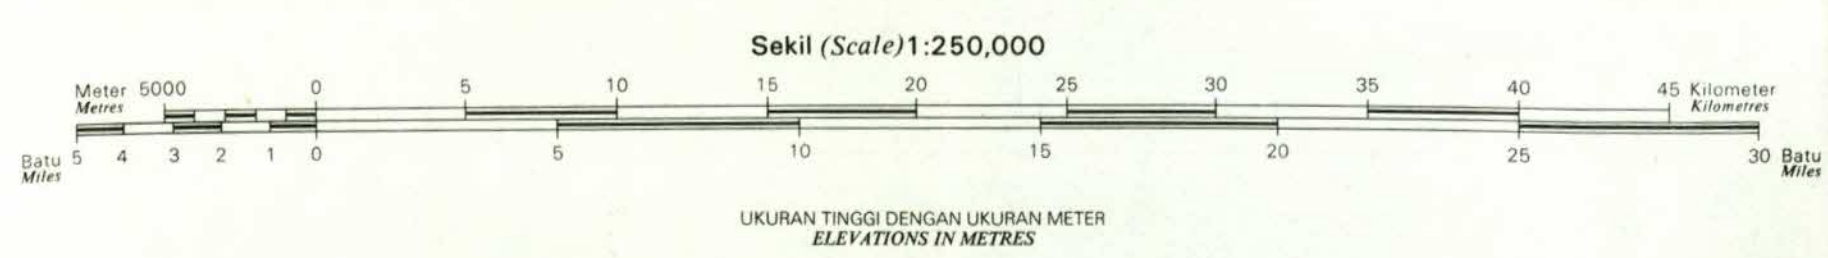 Sekil (Scale) 1:250,000
Meter 5000 0 5 10 15 20 25 30 35 40 45 Kilometer
Metres Kilometres
Batu 5 4 3 2 1 0 5 10 15 20 25 30 Batu
Miles Miles
UKURAN TINGGI DENGAN UKURAN METER
ELEVATIONS IN METRES